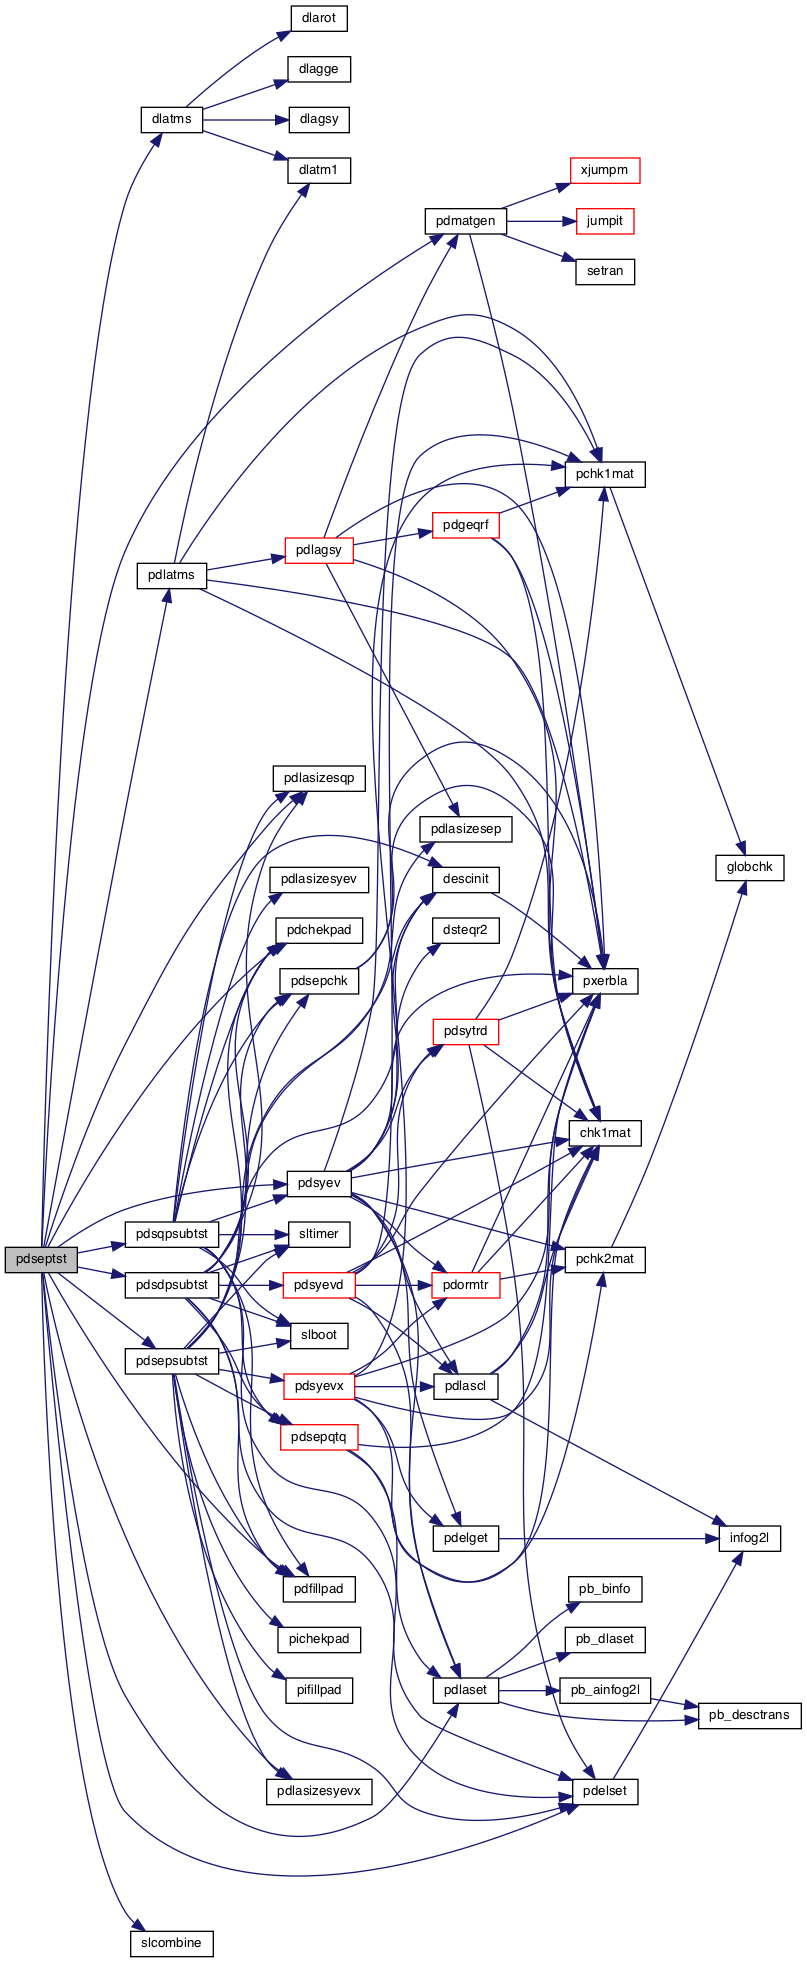 dlarot
dlagge
dlatms
dlagsy
dlatm1
xjumpm
pdmatgen
jumpit
setran
pchk1mat
pdgeqrf
pdlagsy
pdlatms
pdlasizesqp
pdlasizesep
globchk
pdlasizesyev
descinit
pdchekpad
dsteqr2
pdsepchk
pxerbla
pdsytrd
chk1mat
pdsyev
pdsqpsubtst
sltimer
pdseptst
pchk2mat
pdsdpsubtst
pdsyevd
pdormtr
slboot
pdsepsubtst
pdsyevx
pdlascl
pdsepqtq
pdelget
infog2l
pdfillpad
pb_binfo
pichekpad
pb_dlaset
pifillpad
pdlaset
pb_ainfog2l
pb_desctrans
pdlasizesyevx
pdelset
slcombine